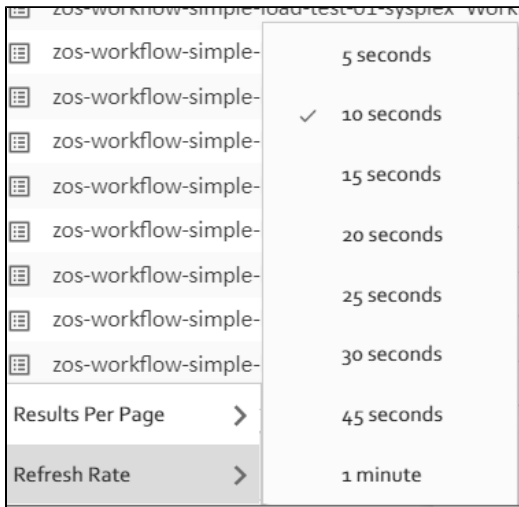 zos-workflow-simple-load-test-01-sysplex Work
zos-workflow-simple-
zos-workflow-simple-
zos-workflow-simple-
zos-workflow-simple-
zos-workflow-simple-
zos-workflow-simple-
zos-workflow-simple-
zos-workflow-simple-
Results Per Page
Refresh Rate
5 seconds
10 seconds
15 seconds
20 seconds
25 seconds
30 seconds
45 seconds
1 minute